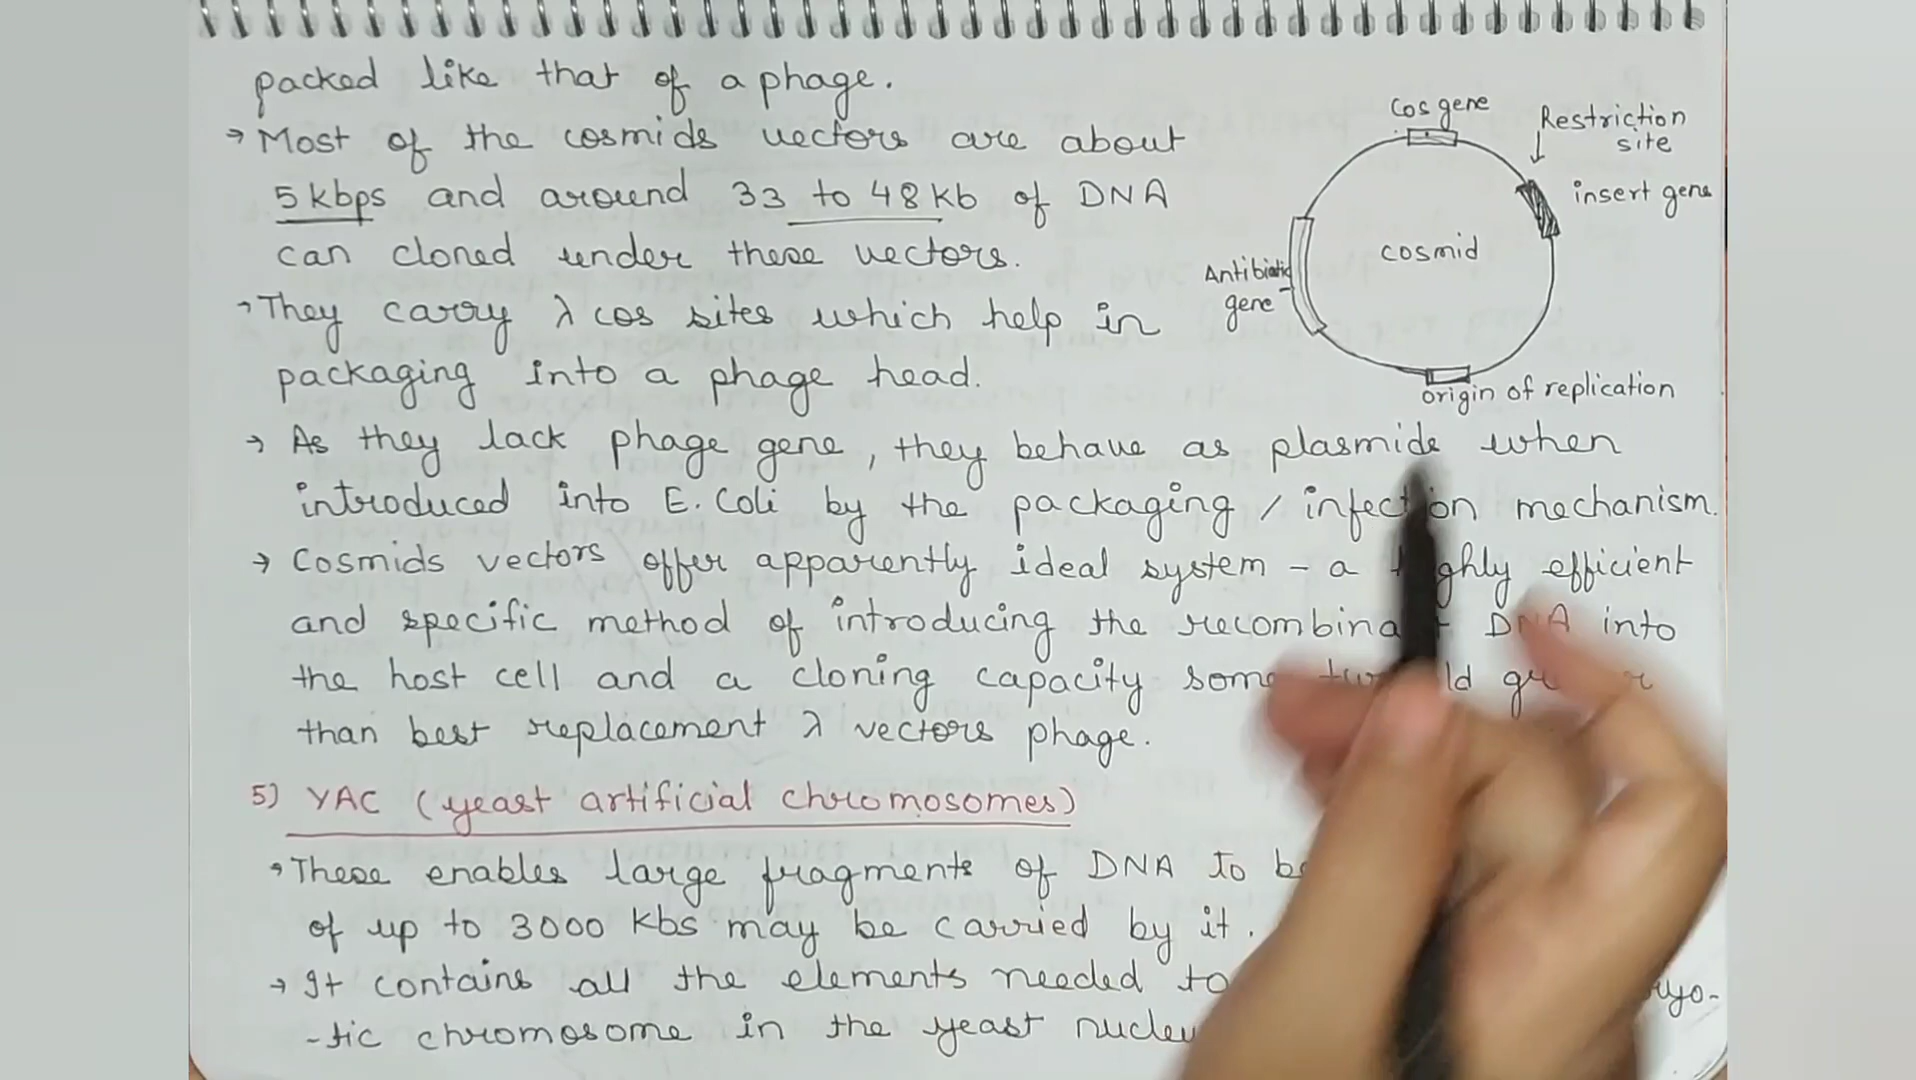 packed like that of a phage.
→ Most of the cosmids vectors are about
5 kbps and around 33 to 48 kb of DNA
can cloned under these vectors.
→ They carry λ cos sites which help in
packaging into a phage head.
cos gene
Restriction
site
insert gene
cosmid
Antibiotic
gene
origin of replication
→ As they lack phage gene, they behave as plasmids when
introduced into E. Coli by the packaging / infection mechanism.
→ Cosmids vectors offer apparently ideal system - a highly efficient
and specific method of introducing the recombinant DNA into
the host cell and a cloning capacity some
than best replacement λ vectors phage.
5) YAC (yeast artificial chromosomes)
→ These enables large fragments of DNA to be
of up to 3000 kbs may be carried by it.
→ It contains all the elements needed to
-tic chromosome in the yeast